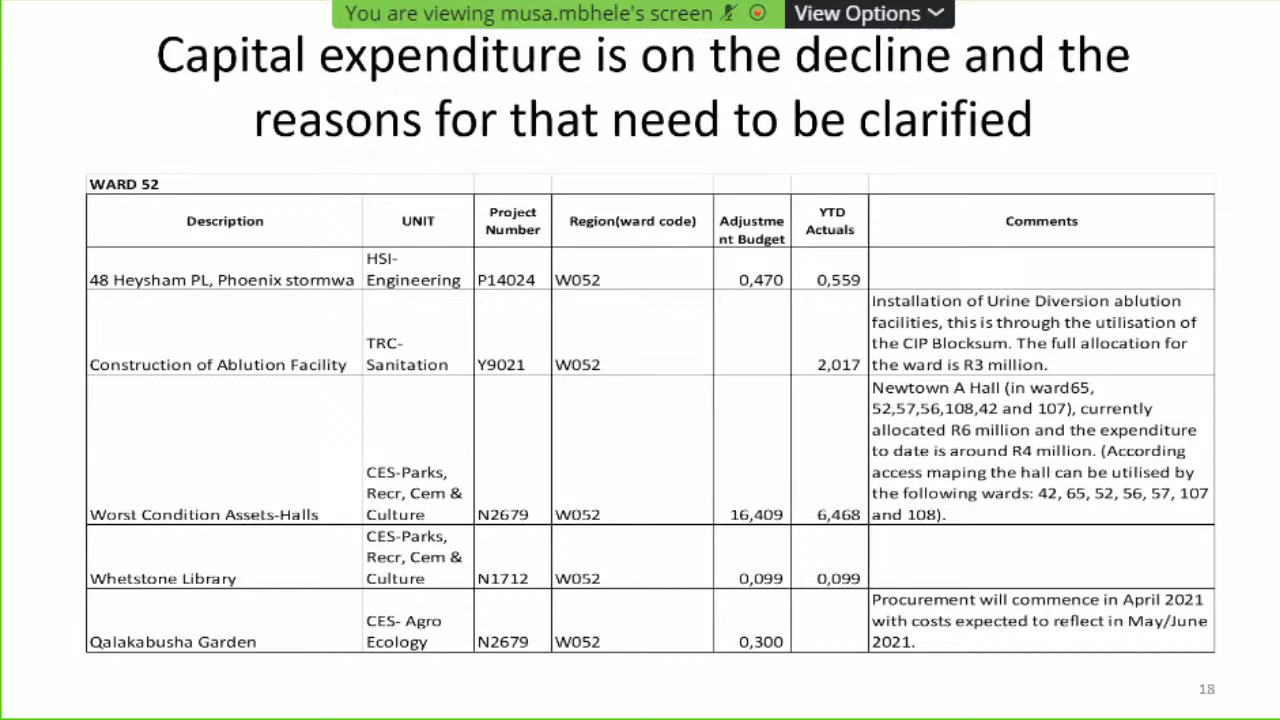 You are viewing musa.mbhele's screen
View Options
Capital expenditure is on the decline and the
reasons for that need to be clarified
WARD 52
Description UNIT Project Number Region(ward code) Adjustme nt Budget YTD Actuals Comments
HSI-
48 Heysham PL, Phoenix stormwa Engineering P14024 W052 0,470 0,559
Installation of Urine Diversion ablution
facilities, this is through the utilisation of
TRC- the CIP Blocksum. The full allocation for
Construction of Ablution Facility Sanitation Y9021 W052 2,017 the ward is R3 million.
Newtown A Hall (in ward65,
52,57,56,108,42 and 107), currently
allocated R6 million and the expenditure
to date is around R4 million. (According
CES-Parks, access maping the hall can be utilised by
Recr, Cem & the following wards: 42, 65, 52, 56, 57, 107
Worst Condition Assets-Halls Culture N2679 W052 16,409 6,468 and 108).
CES-Parks,
Recr, Cem &
Whetstone Library Culture N1712 W052 0,099 0,099
Procurement will commence in April 2021
CES- Agro with costs expected to reflect in May/June
Qalakabusha Garden Ecology N2679 W052 0,300 2021.
18